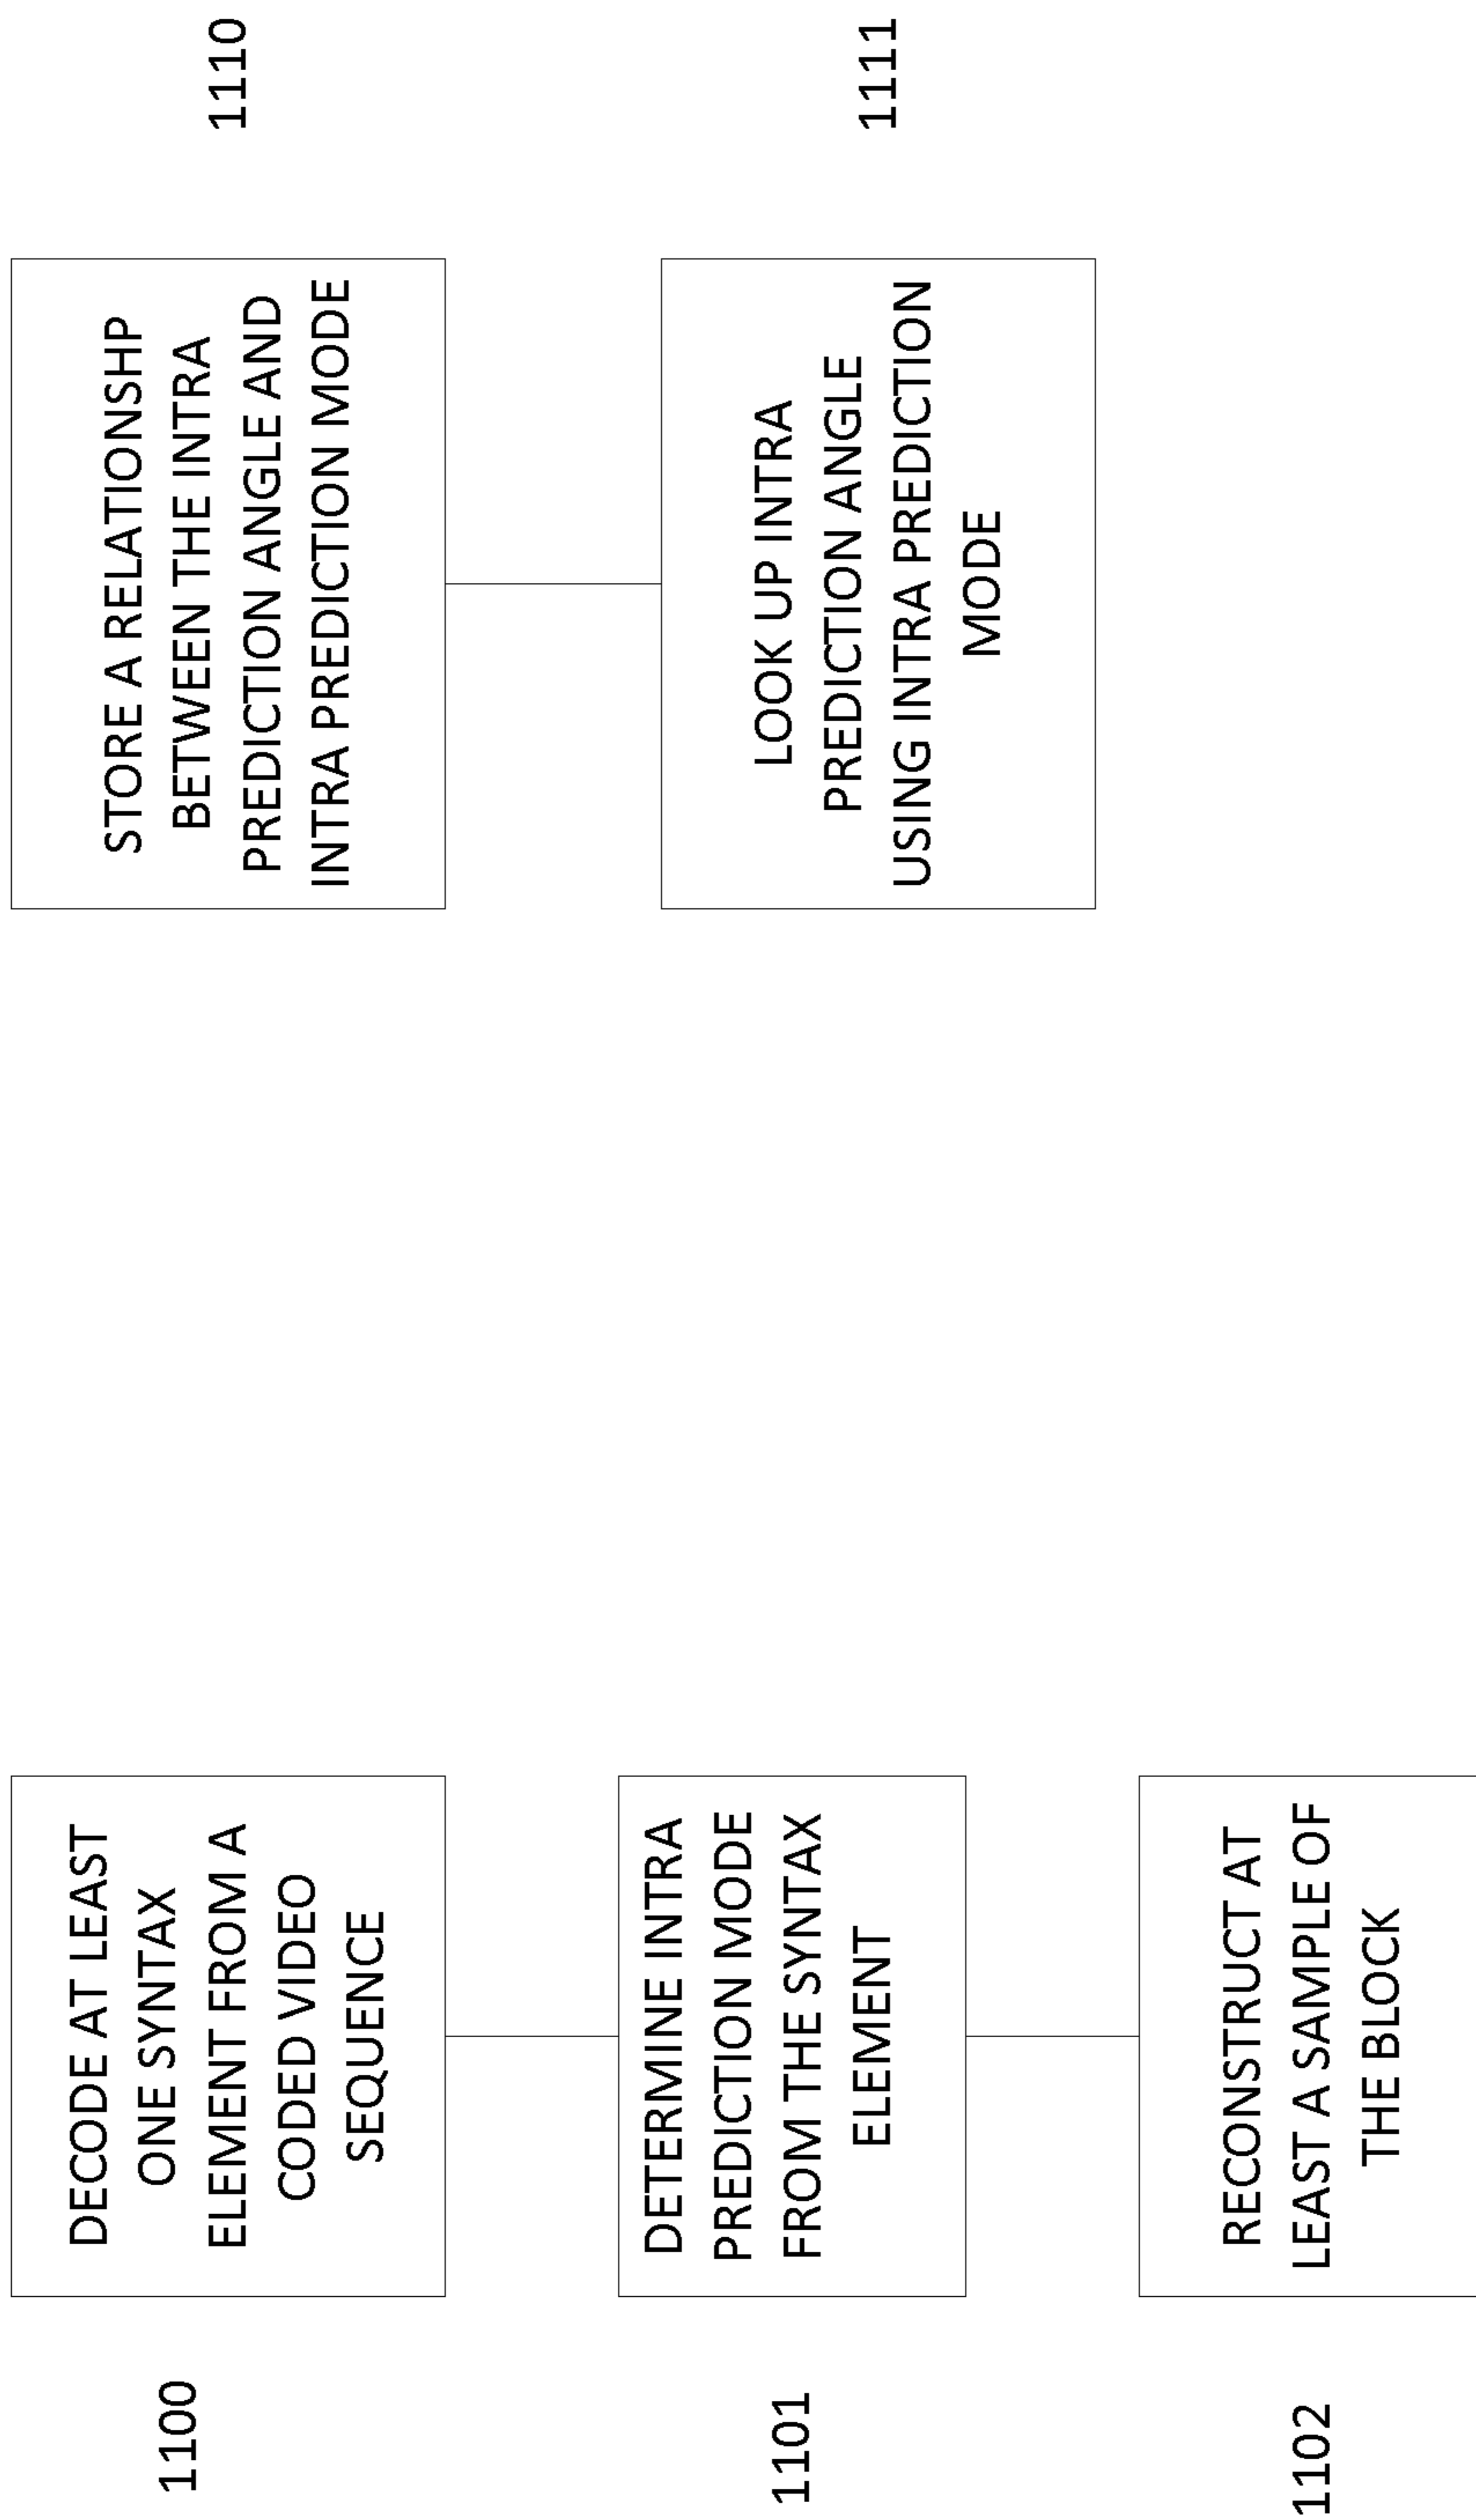 1100
DECODE AT LEAST
ONE SYNTAX
ELEMENT FROM A
CODED VIDEO
SEQUENCE
1101
DETERMINE INTRA
PREDICTION MODE
FROM THE SYNTAX
ELEMENT
1102
RECONSTRUCT AT
LEAST A SAMPLE OF
THE BLOCK
STORE A RELATIONSHIP
BETWEEN THE INTRA
PREDICTION ANGLE AND
INTRA PREDICTION MODE
1110
LOOK UP INTRA
PREDICTION ANGLE
USING INTRA PREDICTION
MODE
1111